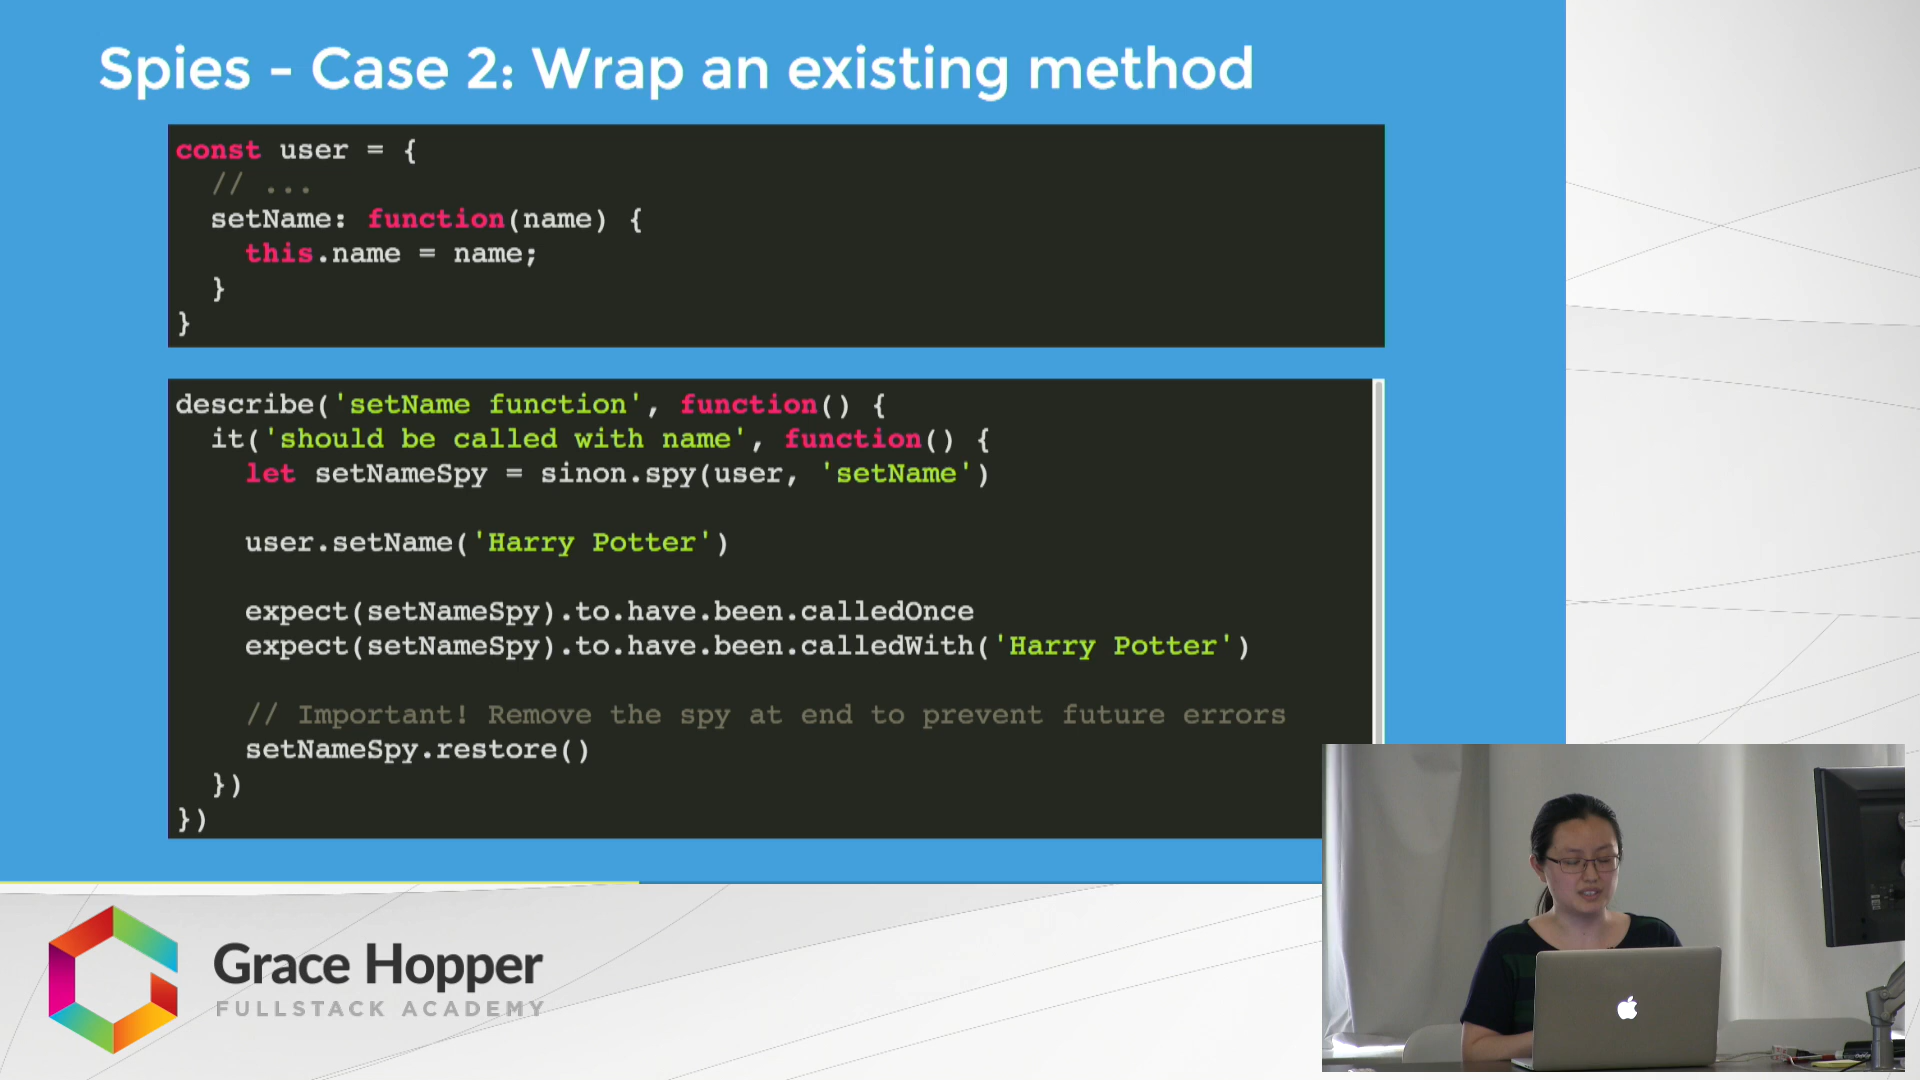 Spies - Case 2: Wrap an existing method
const user = {
  // ...
  setName: function(name) {
    this.name = name;
  }
}
describe('setName function', function() {
  it('should be called with name', function() {
    let setNameSpy = sinon.spy(user, 'setName')
    user.setName('Harry Potter')
    expect(setNameSpy).to.have.been.calledOnce
    expect(setNameSpy).to.have.been.calledWith('Harry Potter')
    // Important! Remove the spy at end to prevent future errors
    setNameSpy.restore()
  })
})
Grace Hopper
FULLSTACK ACADEMY